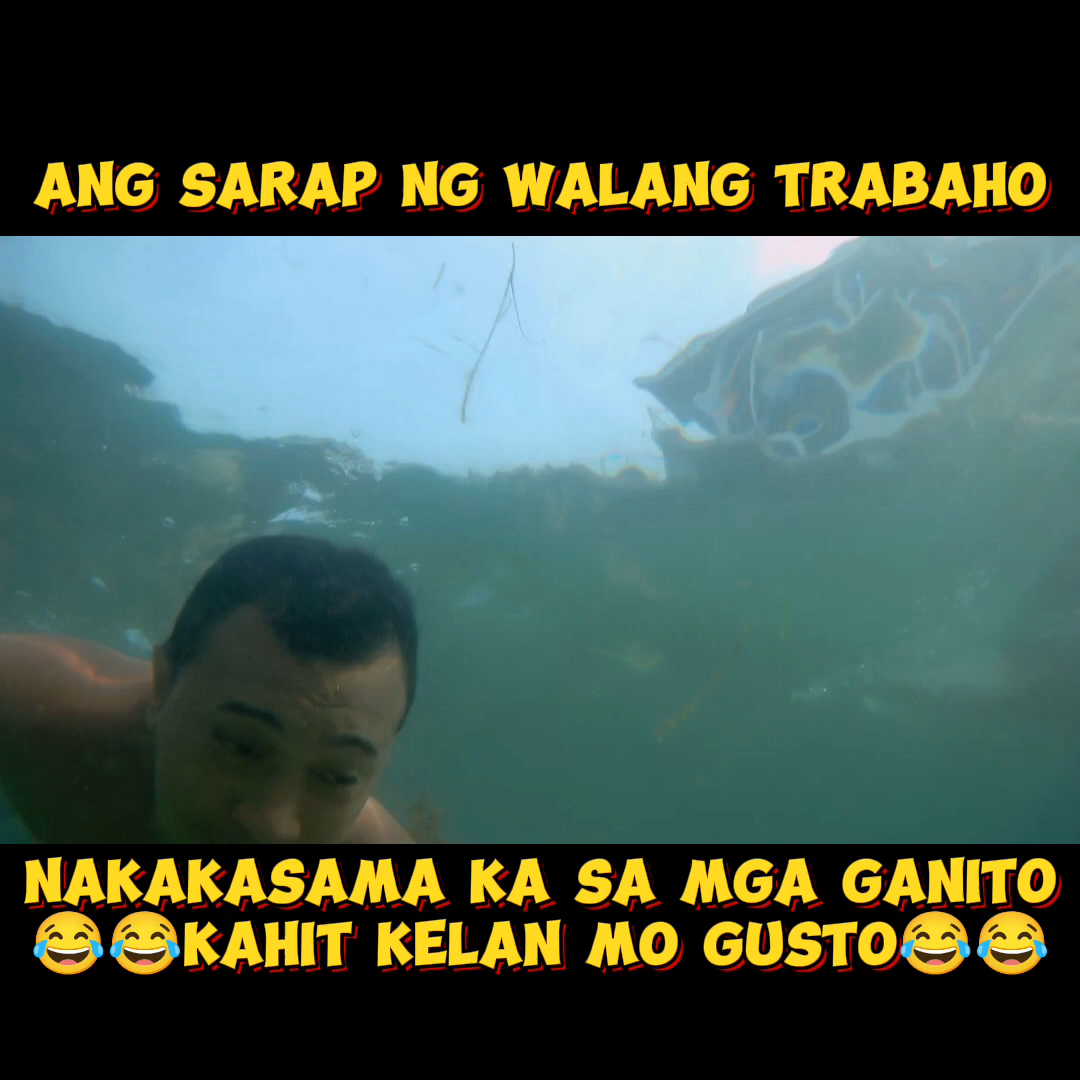 ANG SARAP NG WALANG TRABAHO
NAKAKASAMA KA SA MGA GANITO
😂😂KAHIT KELAN MO GUSTO😂😂